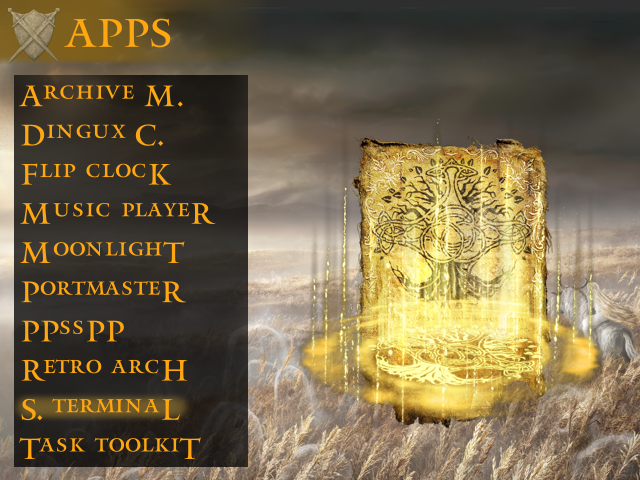 APPS
Archive M.
Dingux C.
Flip clocK
Music playeR
MoonlighT
PortmasteR
PPssPP
Retro arcH
S. terminaL
Task toolkiT